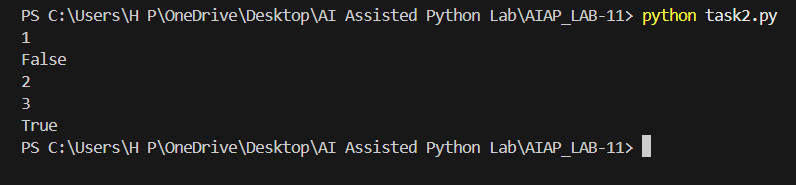 PS C:\Users\H P\OneDrive\Desktop\AI Assisted Python Lab\AIAP_LAB-11> python task2.py
1
False
2
3
True
PS C:\Users\H P\OneDrive\Desktop\AI Assisted Python Lab\AIAP_LAB-11>